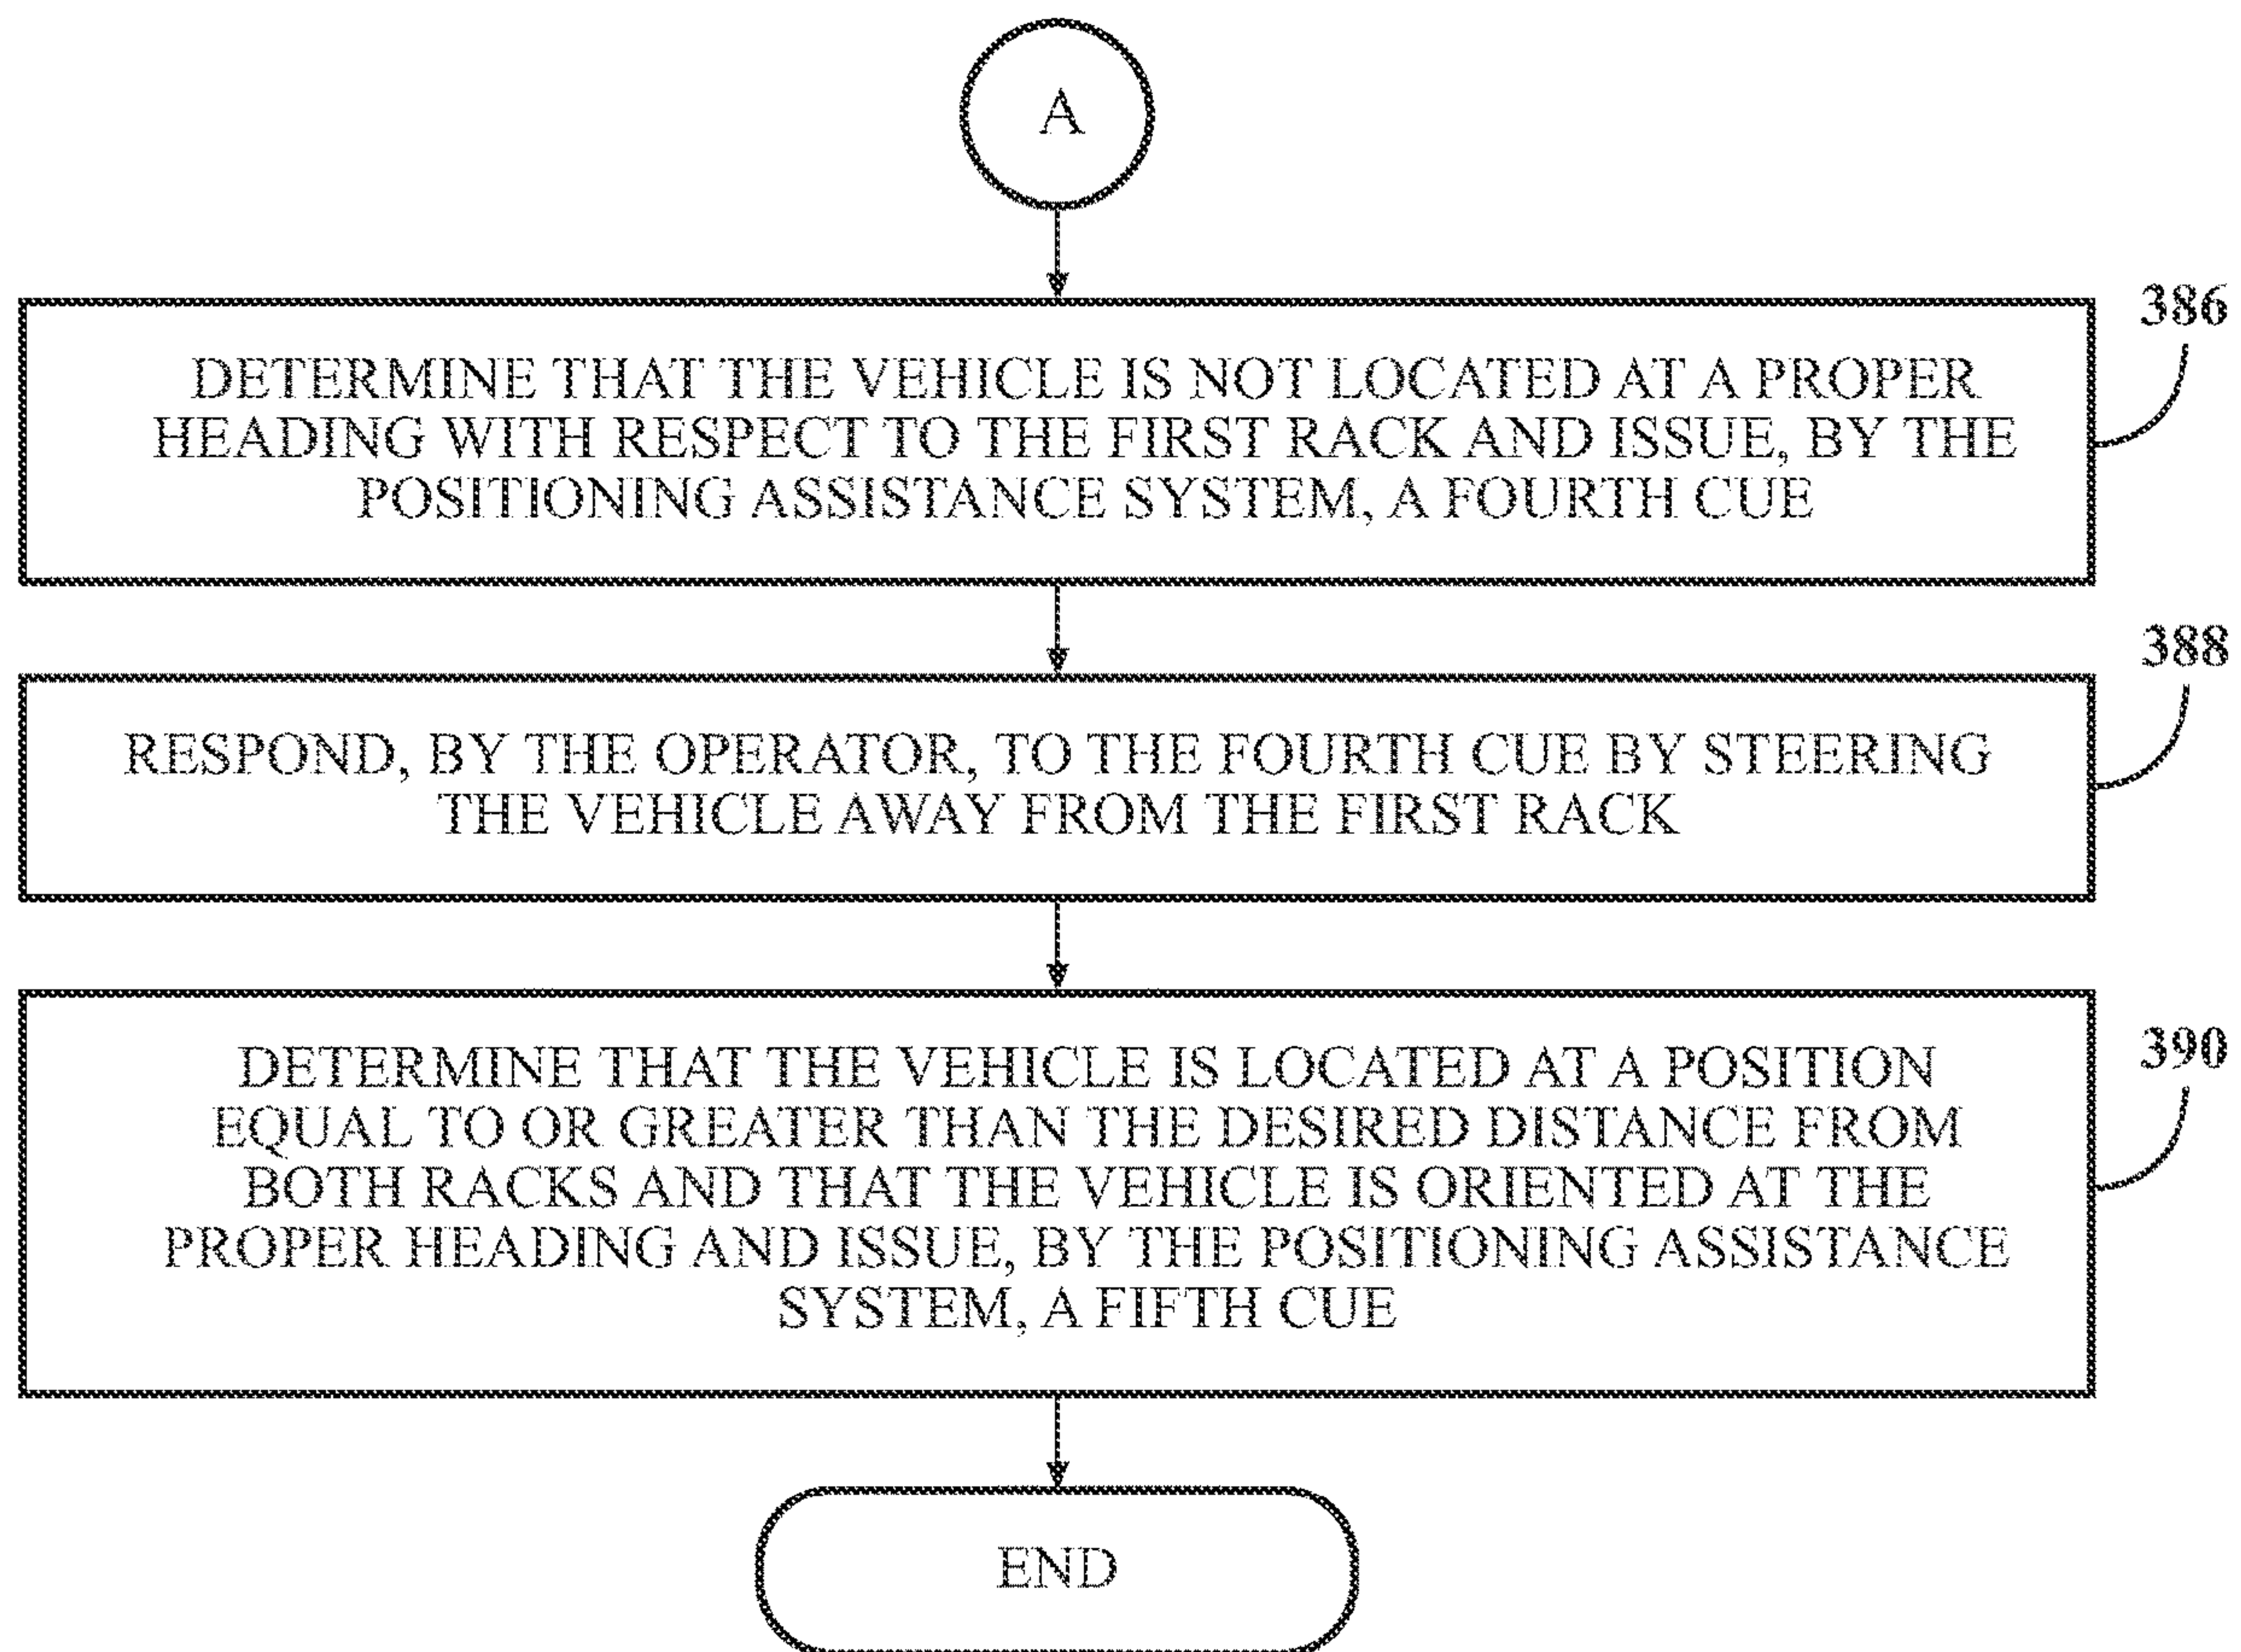 A
386
DETERMINE THAT THE VEHICLE IS NOT LOCATED AT A PROPER
HEADING WITH RESPECT TO THE FIRST RACK AND ISSUE, BY THE
POSITIONING ASSISTANCE SYSTEM, A FOURTH CUE
388
RESPOND, BY THE OPERATOR, TO THE FOURTH CUE BY STEERING
THE VEHICLE AWAY FROM THE FIRST RACK
390
DETERMINE THAT THE VEHICLE IS LOCATED AT A POSITION
EQUAL TO OR GREATER THAN THE DESIRED DISTANCE FROM
BOTH RACKS AND THAT THE VEHICLE IS ORIENTED AT THE
PROPER HEADING AND ISSUE, BY THE POSITIONING ASSISTANCE
SYSTEM, A FIFTH CUE
END